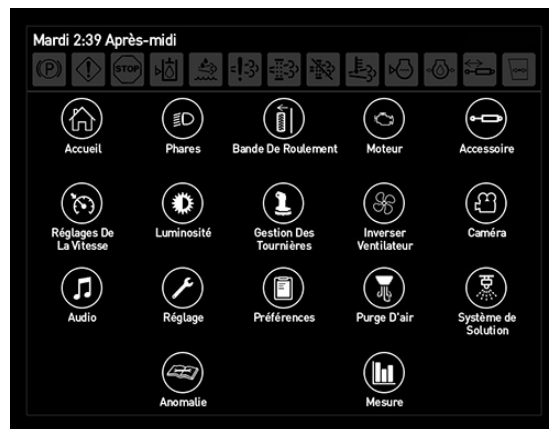 Mardi 2:39 Après-midi
(P) STOP
Accueil Phares Bande De Roulement Moteur Accessoire
Réglages De Luminosité Gestion Des Inverser Caméra
La Vitesse Tournières Ventilateur
Audio Réglage Préférences Purge D'air Système de
Solution
Anomalie Mesure